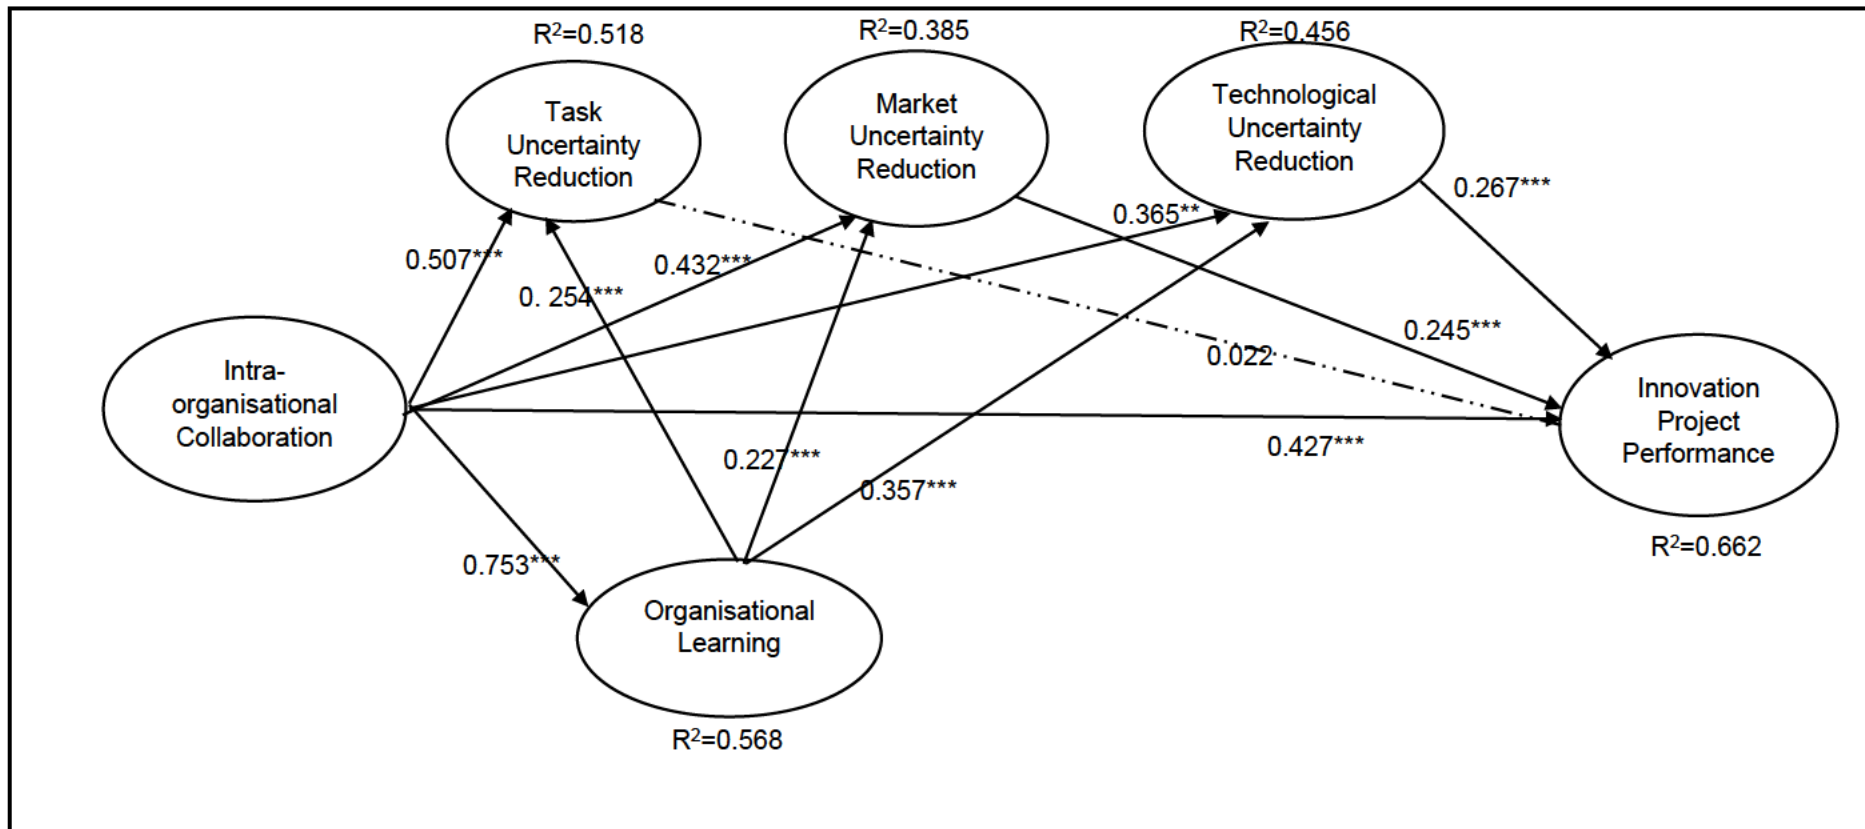 R²=0.518
R²=0.385
R²=0.456
Task
Uncertainty
Reduction
Market
Uncertainty
Reduction
Technological
Uncertainty
Reduction
0.267***
0.365**
0.507***
0.432***
0. 254***
0.245***
0.022
Intra-
organisational
Collaboration
Innovation
Project
Performance
0.427***
0.227***
0.357***
R²=0.662
0.753***
Organisational
Learning
R²=0.568